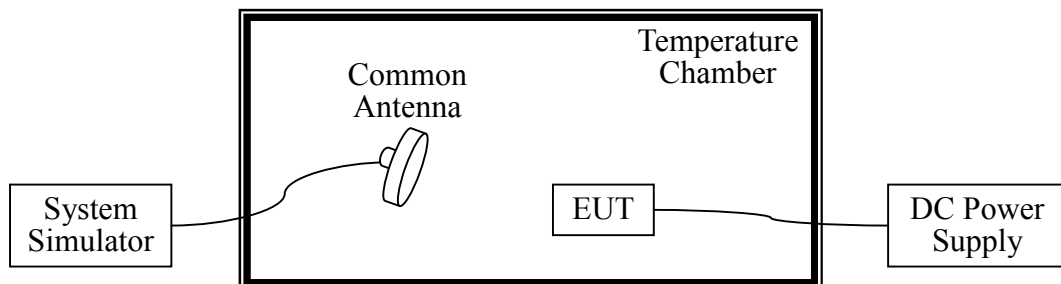 Temperature
Chamber
Common
Antenna
System
Simulator
EUT
DC Power
Supply